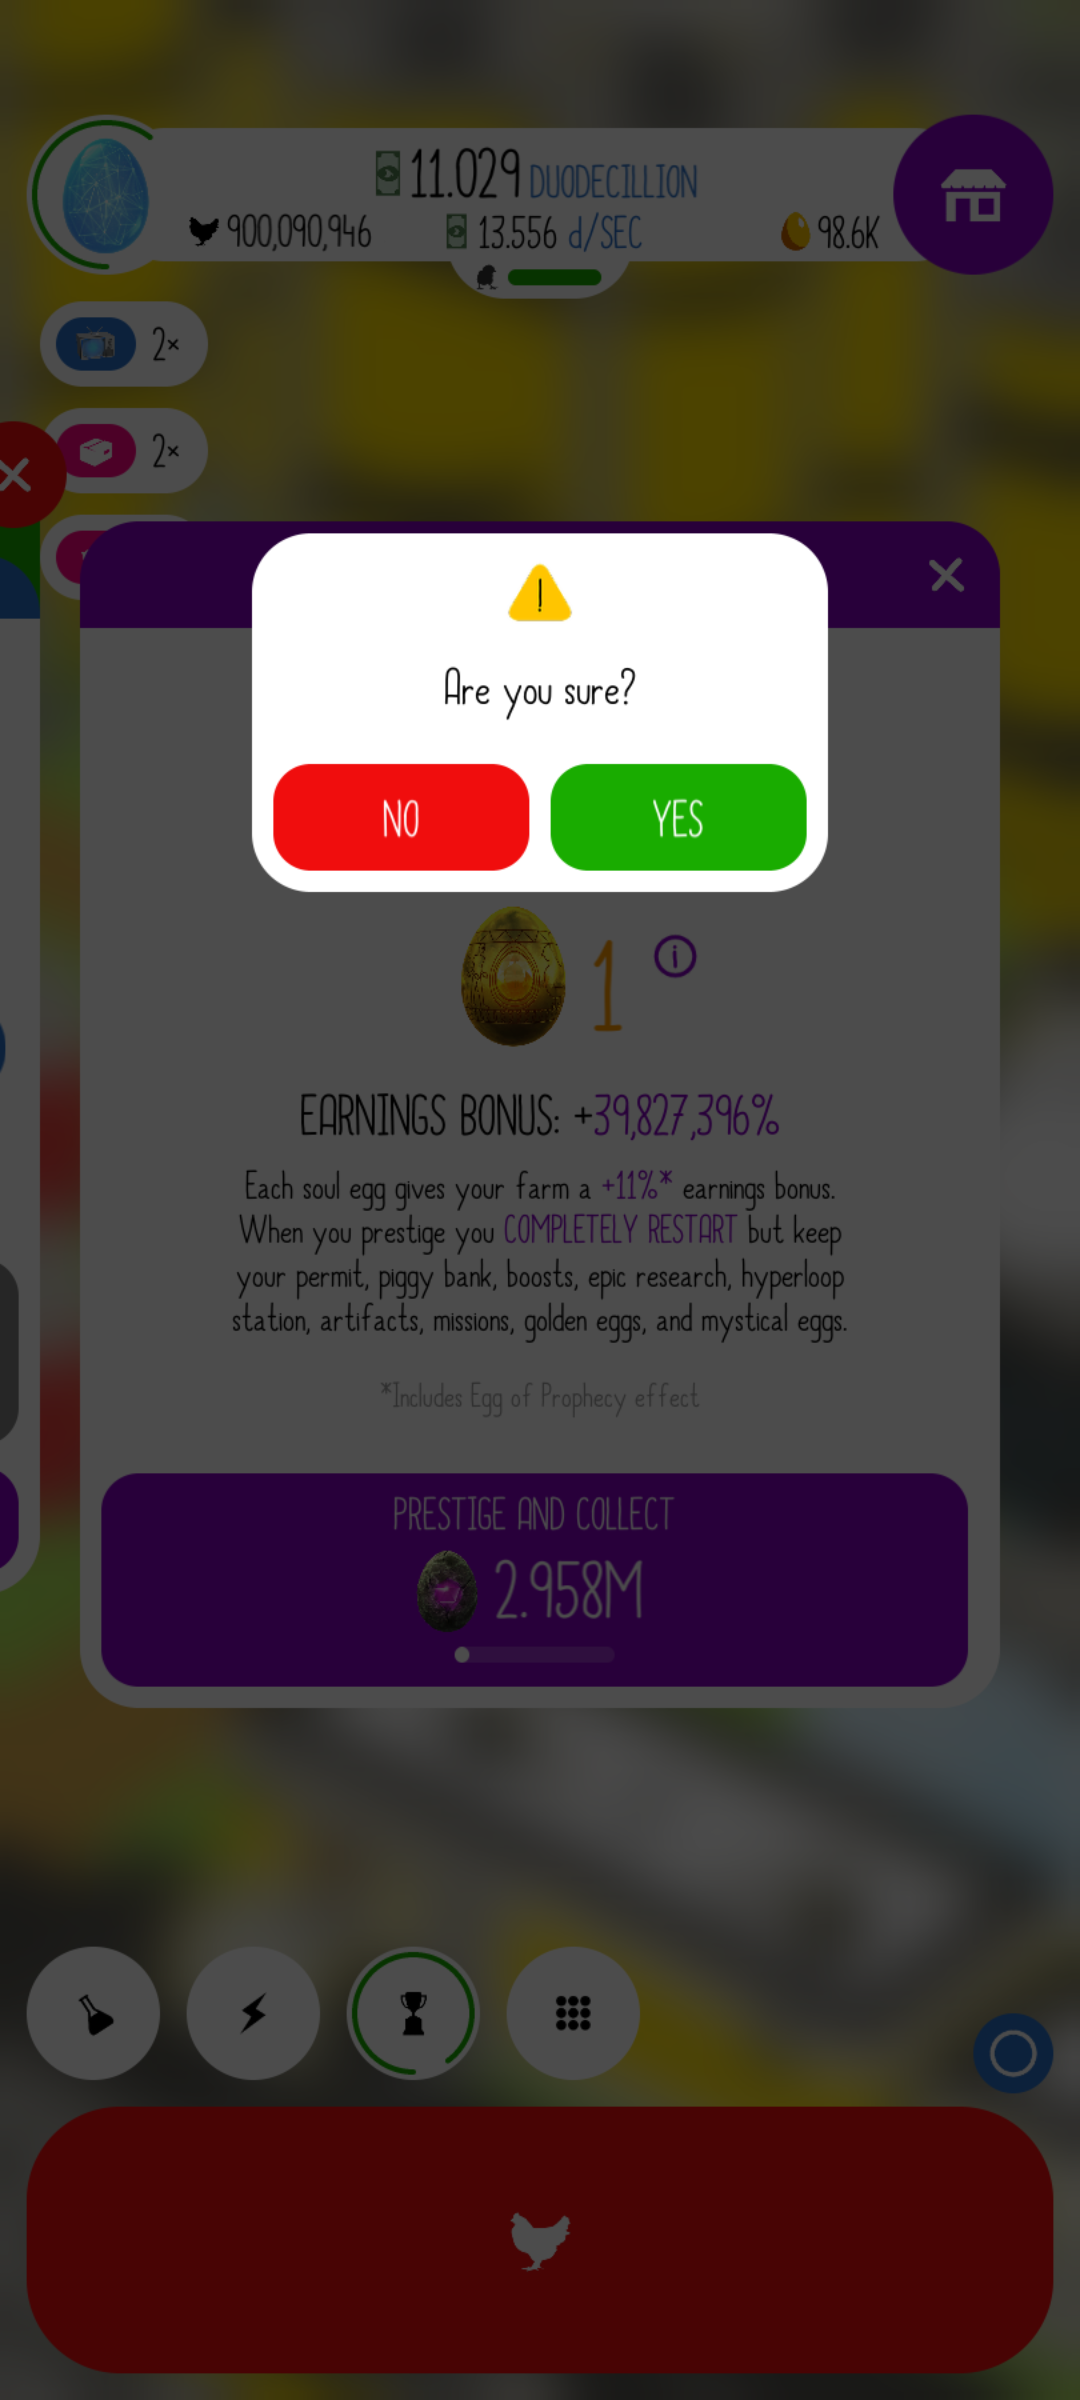 11.029 DUODECILLION
900,090,946 13.556 d/SEC 98.6K
2×
2×
Are you sure?
NO YES
1
EARNINGS BONUS: +39,827,396%
Each soul egg gives your farm a +11%* earnings bonus.
When you prestige you COMPLETELY RESTART but keep
your permit, piggy bank, boosts, epic research, hyperloop
station, artifacts, missions, golden eggs, and mystical eggs.
*Includes Egg of Prophecy effect
PRESTIGE AND COLLECT
2.958M